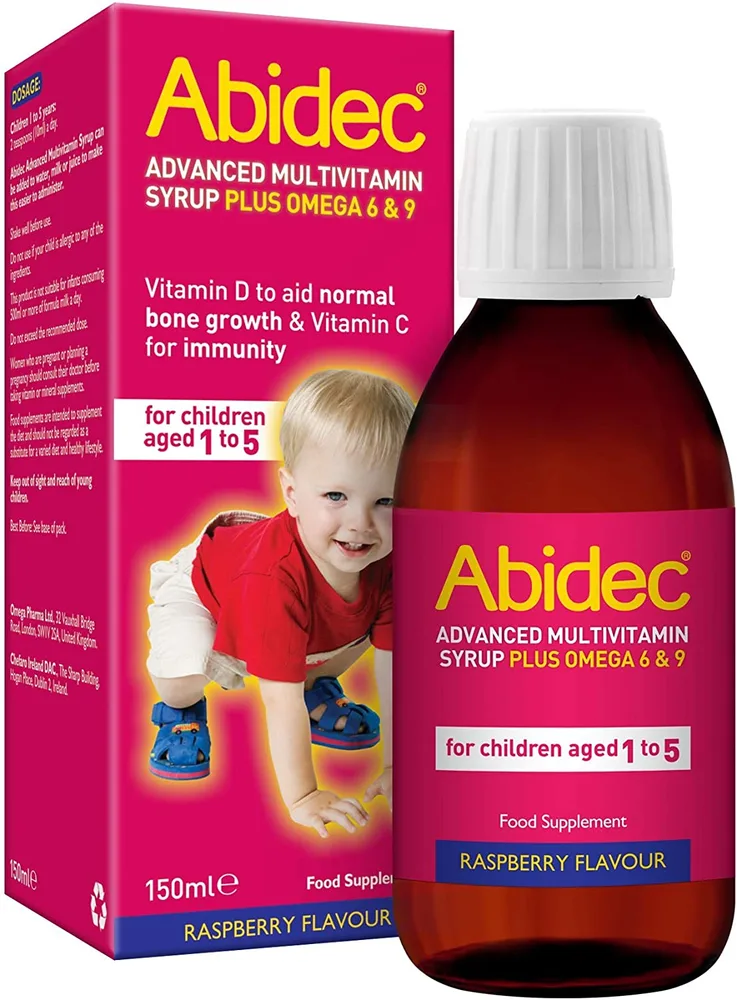 DOSAGE:
Children 1 to 5 years:
2 teaspoons (10ml) a day.
Abidec Advanced Multivitamin Syrup can
be added to water, milk or juice to make
this easier to administer.
Shake well before use.
Do not use if your child is allergic to any of the
ingredients.
This product is not suitable for infants consuming
500ml or more of formula milk a day.
Do not exceed the recommended dose.
Women who are pregnant or planning a
pregnancy should consult their doctor before
taking vitamin or mineral supplements.
Food supplements are intended to supplement
the diet and should not be regarded as a
substitute for a varied diet and healthy lifestyle.
Keep out of sight and reach of young
children.
Best Before: See base of pack.
Omega Pharma Ltd, 32 Vauxhall Bridge
Road, London, SW1V 2SA, United Kingdom.
Chefaro Ireland DAC, The Sharp Building,
Hogan Place, Dublin 2, Ireland.
150ml℮
Abidec®
ADVANCED MULTIVITAMIN
SYRUP PLUS OMEGA 6 & 9
Vitamin D to aid normal
bone growth & Vitamin C
for immunity
for children
aged 1 to 5
150ml℮
Food Supplem
RASPBERRY FLAVOUR
Abidec®
ADVANCED MULTIVITAMIN
SYRUP PLUS OMEGA 6 & 9
for children aged 1 to 5
Food Supplement
RASPBERRY FLAVOUR